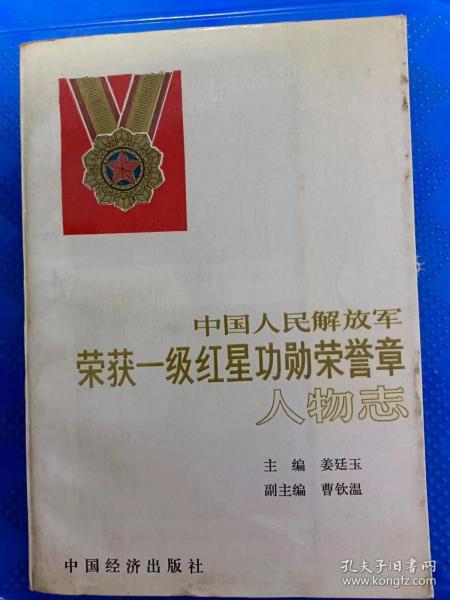 中国人民解放军
荣获一级红星功勋荣誉章
人物志
主编 姜廷玉
副主编 曹钦温
中国经济出版社
孔夫子旧书网
www.kongfz.com